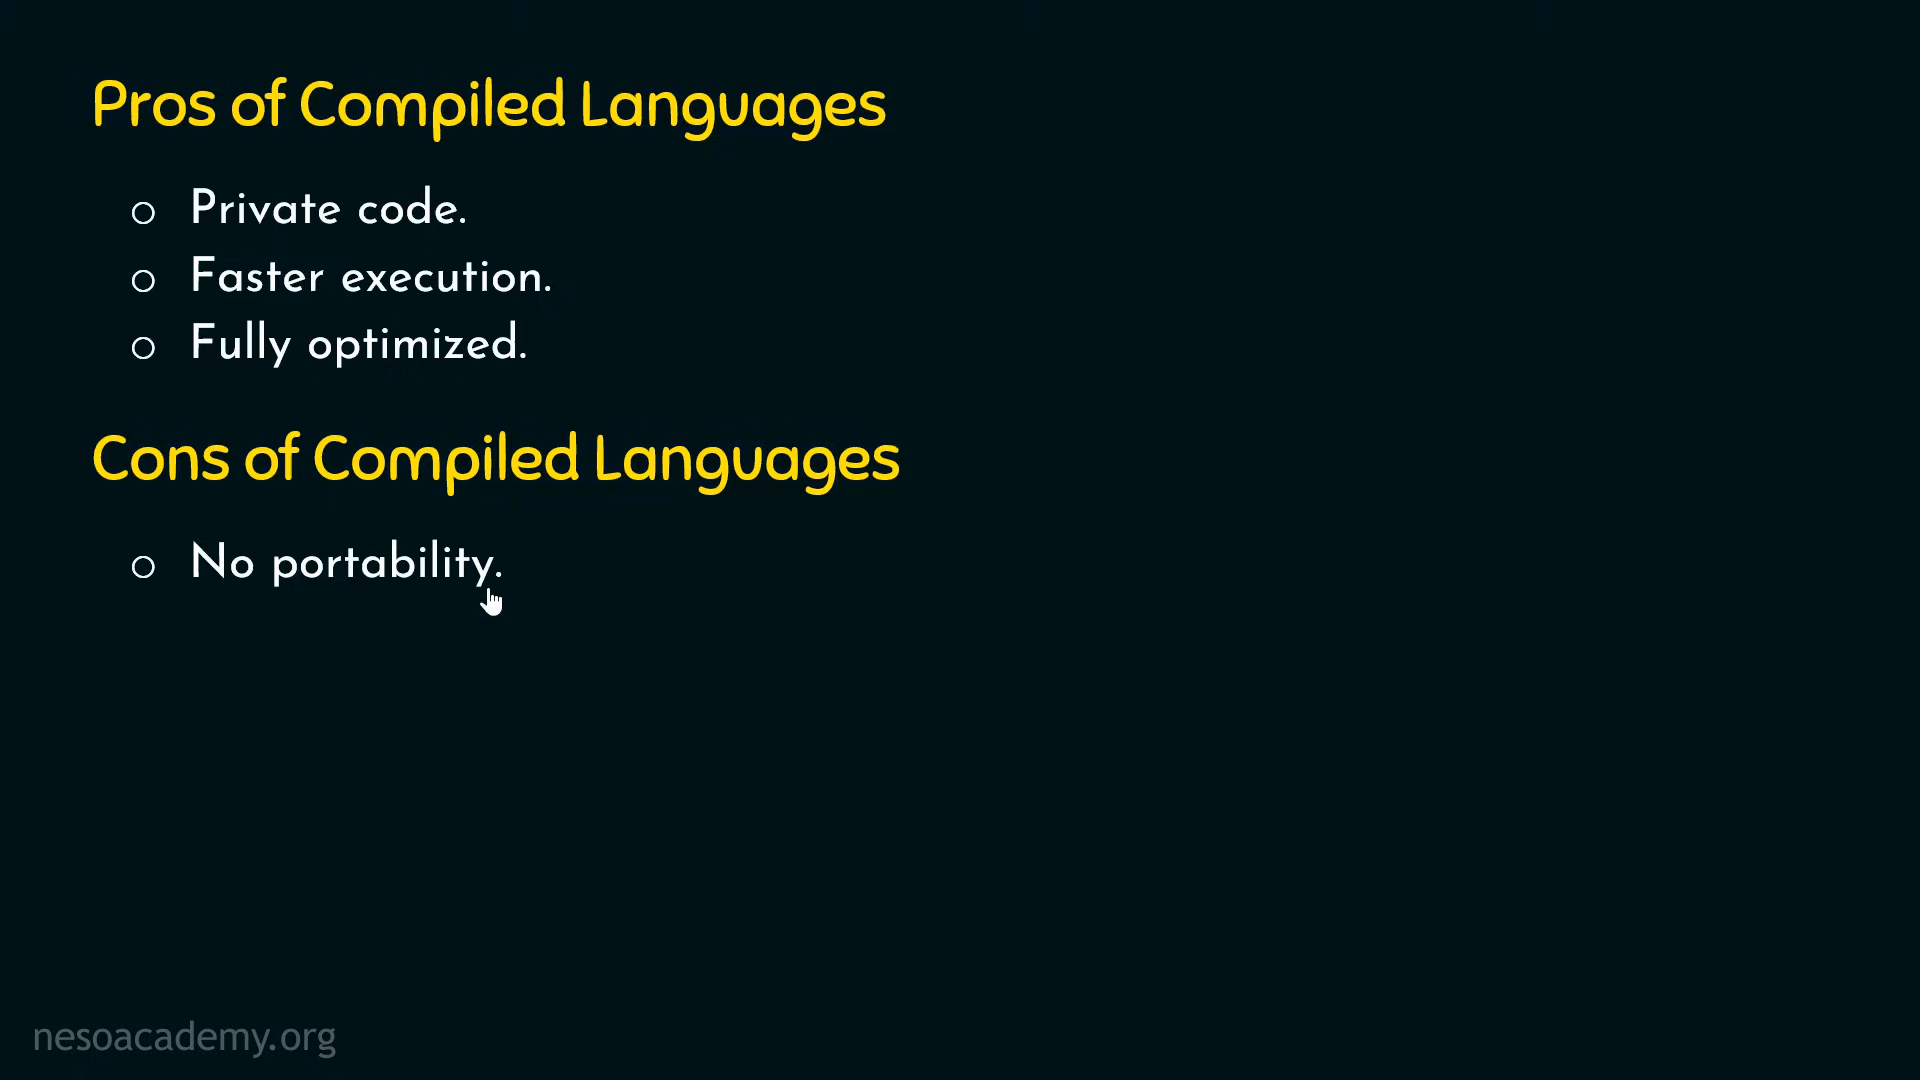 Pros of Compiled Languages
Private code.
Faster execution.
Fully optimized.
Cons of Compiled Languages
No portability.
nesoacademy.org